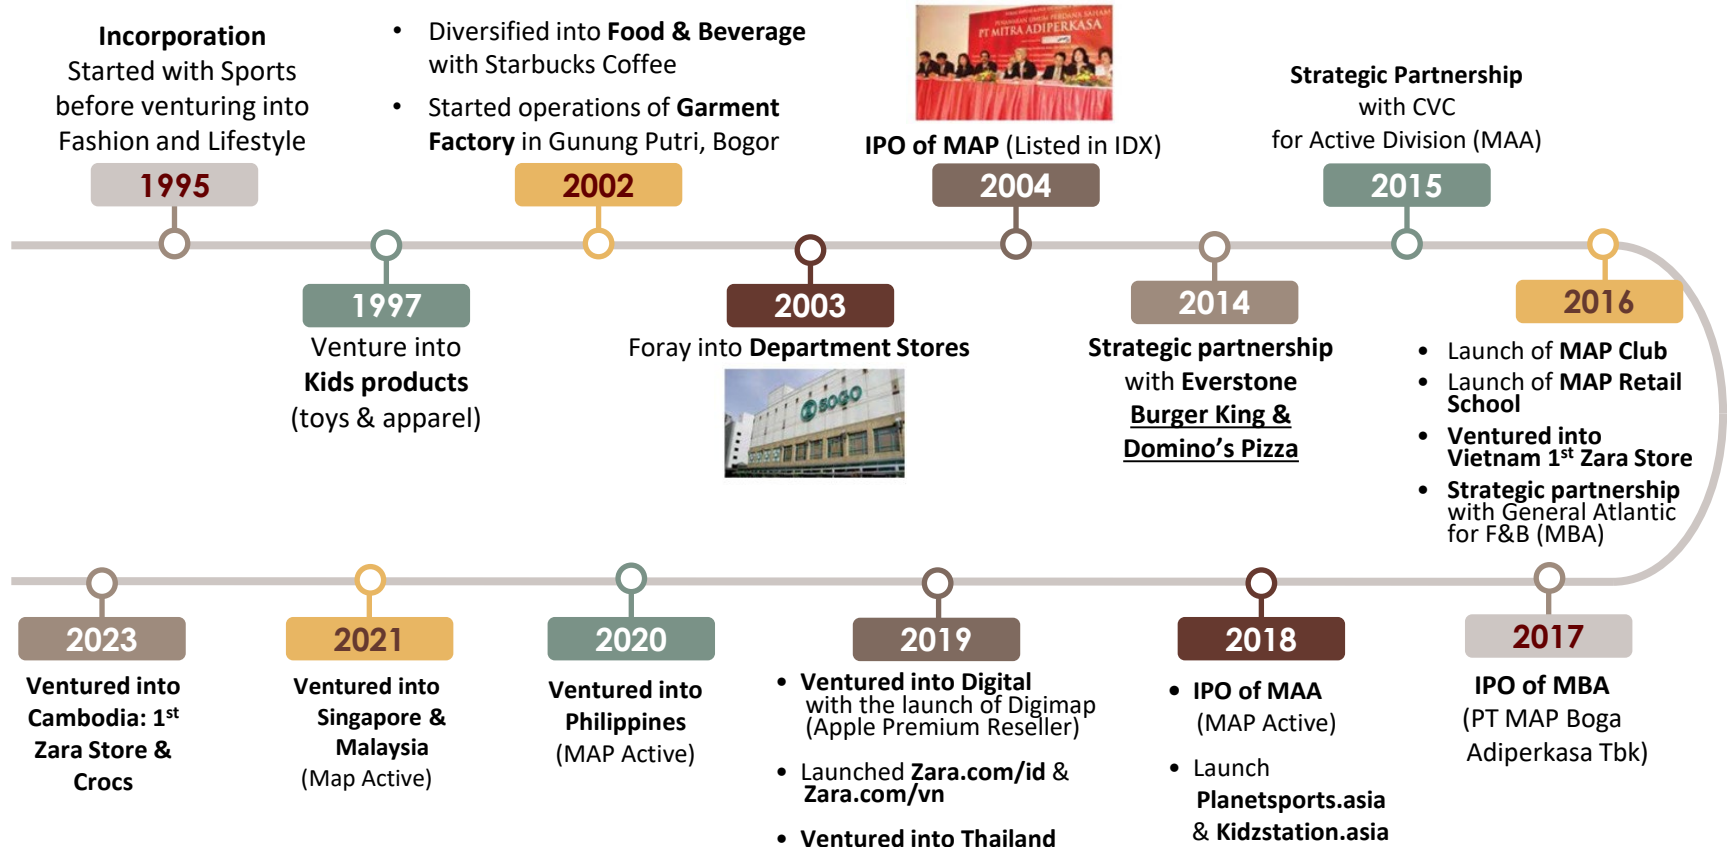 Incorporation
Started with Sports
before venturing into
Fashion and Lifestyle
1995
1997
Venture into
Kids products
(toys & apparel)
• Diversified into Food & Beverage
with Starbucks Coffee
• Started operations of Garment
Factory in Gunung Putri, Bogor
2002
2003
Foray into Department Stores
SOGO
PT MITRA ADIPERKASA
IPO of MAP (Listed in IDX)
2004
2014
Strategic partnership
with Everstone
Burger King &
Domino's Pizza
Strategic Partnership
with CVC
for Active Division (MAA)
2015
2016
• Launch of MAP Club
• Launch of MAP Retail
School
• Ventured into
Vietnam 1st Zara Store
• Strategic partnership
with General Atlantic
for F&B (MBA)
2017
IPO of MBA
(PT MAP Boga
Adiperkasa Tbk)
2018
• IPO of MAA
(MAP Active)
• Launch
Planetsports.asia
& Kidzstation.asia
2019
• Ventured into Digital
with the launch of Digimap
(Apple Premium Reseller)
• Launched Zara.com/id &
Zara.com/vn
• Ventured into Thailand
2020
Ventured into
Philippines
(MAP Active)
2021
Ventured into
Singapore &
Malaysia
(Map Active)
2023
Ventured into
Cambodia: 1st
Zara Store &
Crocs